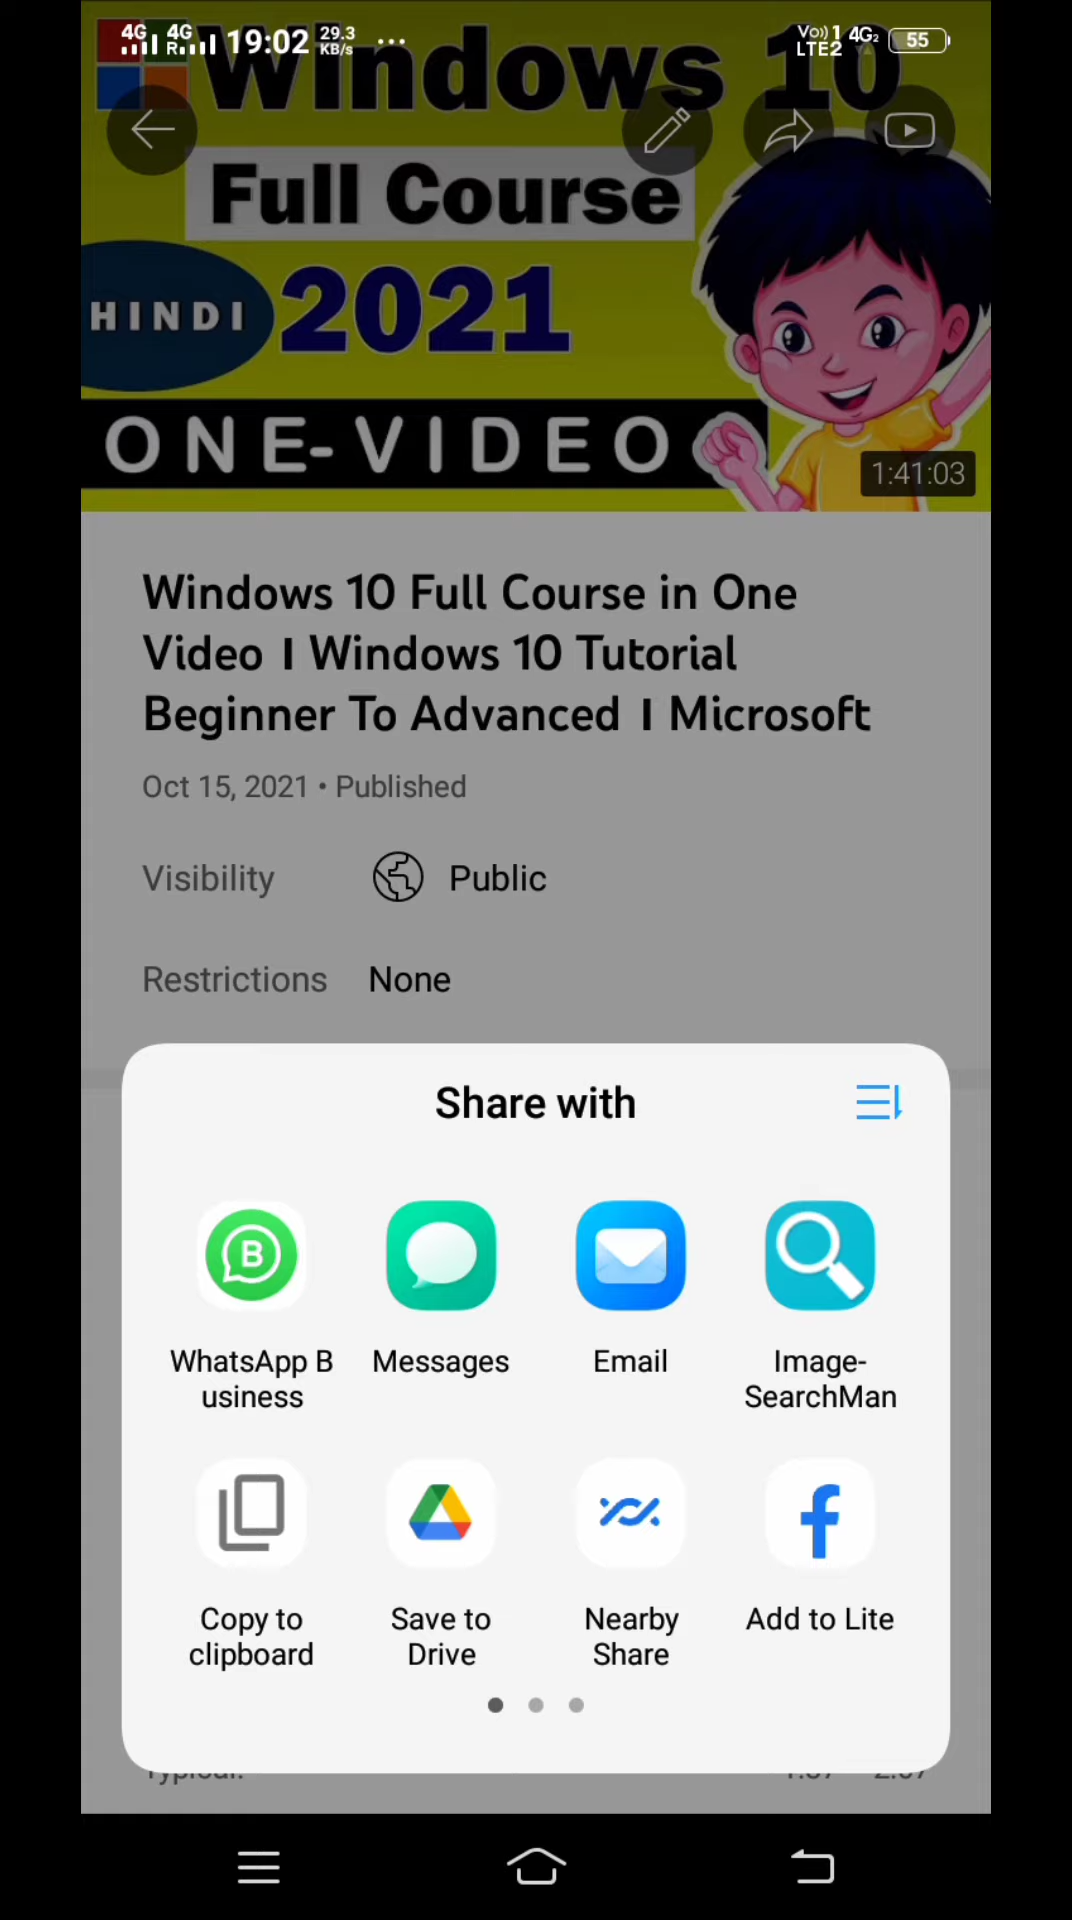 4G 4G R 19:02 29.3 KB/s ... Vo)) 1 LTE2 4G2 55
Windows 10
Full Course
HINDI 2021
ONE-VIDEO
1:41:03
Windows 10 Full Course in One
Video I Windows 10 Tutorial
Beginner To Advanced I Microsoft
Oct 15, 2021 • Published
Visibility Public
Restrictions None
Share with
WhatsApp B
usiness
Messages
Email
Image-
SearchMan
Copy to
clipboard
Save to
Drive
Nearby
Share
Add to Lite
Typical: